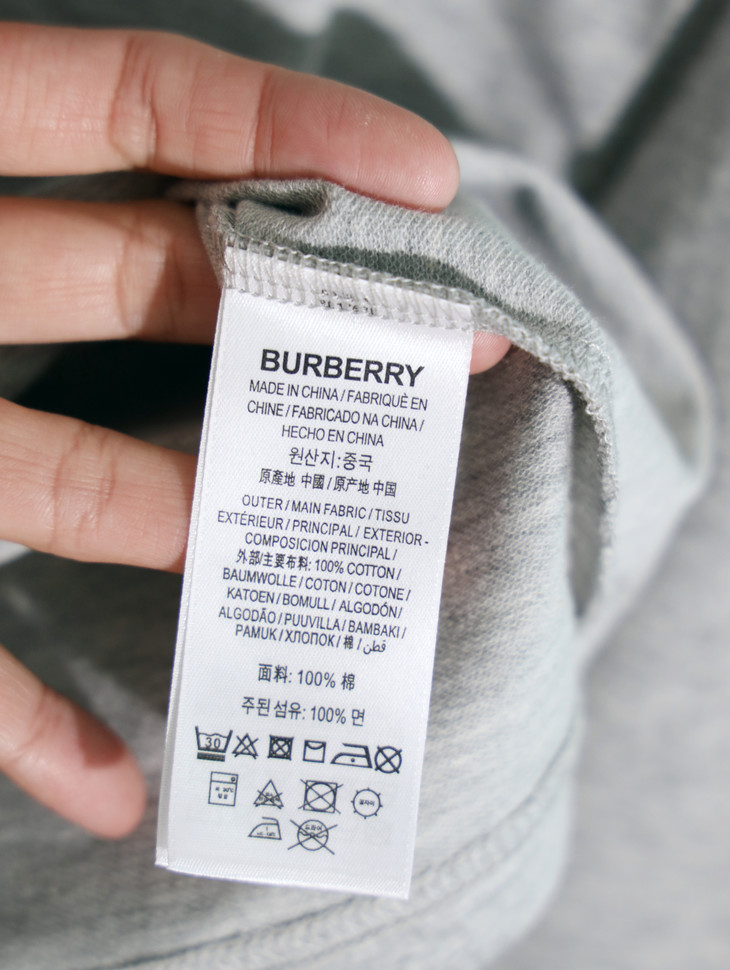 BURBERRY
MADE IN CHINA / FABRIQUÈ EN
CHINE / FABRICADO NA CHINA /
HECHO EN CHINA
원산지:중국
原產地 中國 / 原产地 中国
OUTER / MAIN FABRIC / TISSU
EXTÉRIEUR / PRINCIPAL / EXTERIOR -
COMPOSICION PRINCIPAL /
外部/主要布料: 100% COTTON /
BAUMWOLLE / COTON / COTONE /
KATOEN / BOMULL / ALGODÓN /
ALGODÃO / PUUVILLA / BAMBAKI /
PAMUK / ХЛОПОК / 棉 / قطن
面料: 100% 棉
주된 섬유: 100% 면
30